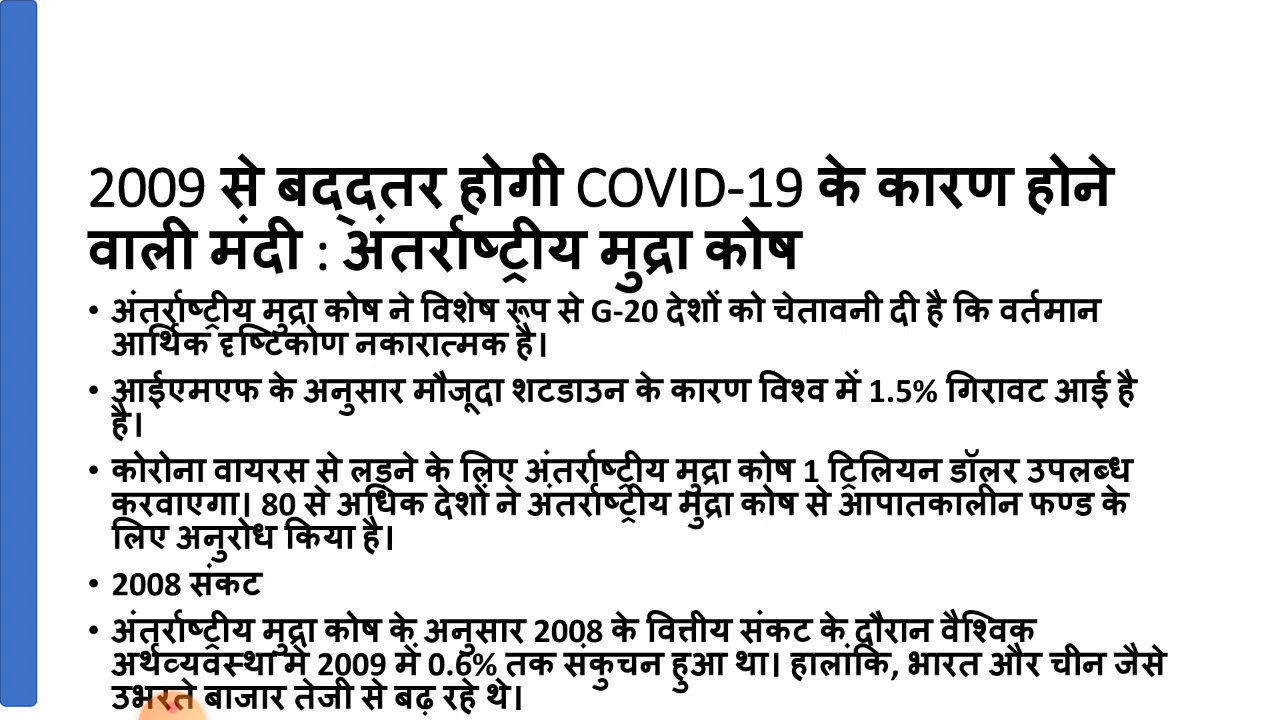 2009 से बद्द्तर होगी COVID-19 के कारण होने
वाली मंदी : अंतर्राष्ट्रीय मुद्रा कोष
• अंतर्राष्ट्रीय मुद्रा कोष ने विशेष रूप से G-20 देशों को चेतावनी दी है कि वर्तमान
आर्थिक दृष्टिकोण नकारात्मक है।
• आईएमएफ के अनुसार मौजूदा शटडाउन के कारण विश्व में 1.5% गिरावट आई है
है।
• कोरोना वायरस से लड़ने के लिए अंतर्राष्ट्रीय मुद्रा कोष 1 ट्रिलियन डॉलर उपलब्ध
करवाएगा। 80 से अधिक देशों ने अंतर्राष्ट्रीय मुद्रा कोष से आपातकालीन फण्ड के
लिए अनुरोध किया है।
• 2008 संकट
• अंतर्राष्ट्रीय मुद्रा कोष के अनुसार 2008 के वित्तीय संकट के दौरान वैश्विक
अर्थव्यवस्था में 2009 में 0.6% तक संकुचन हुआ था। हालांकि, भारत और चीन जैसे
उभरते बाजार तेजी से बढ़ रहे थे।